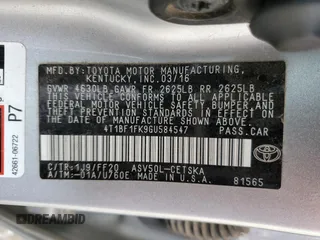 MFD. BY: TOYOTA MOTOR MANUFACTURING,
KENTUCKY, INC. 03/16
GVWR 4630LB GAWR FR 2625LB RR 2625LB
THIS VEHICLE CONFORMS TO ALL APPLICABLE
FEDERAL MOTOR VEHICLE SAFETY, BUMPER, AND
THEFT PREVENTION STANDARDS IN EFFECT ON
THE DATE OF MANUFACTURE SHOWN ABOVE.
4T1BF1FK9GU584547 PASS.CAR
C/TR:1J9/FF20 ASV50L-CETSKA
A/TM:-01A/U760E MADE IN U.S.A.
81565
TOYOTA
P7
42661-06722
AUTOBIDMASTER